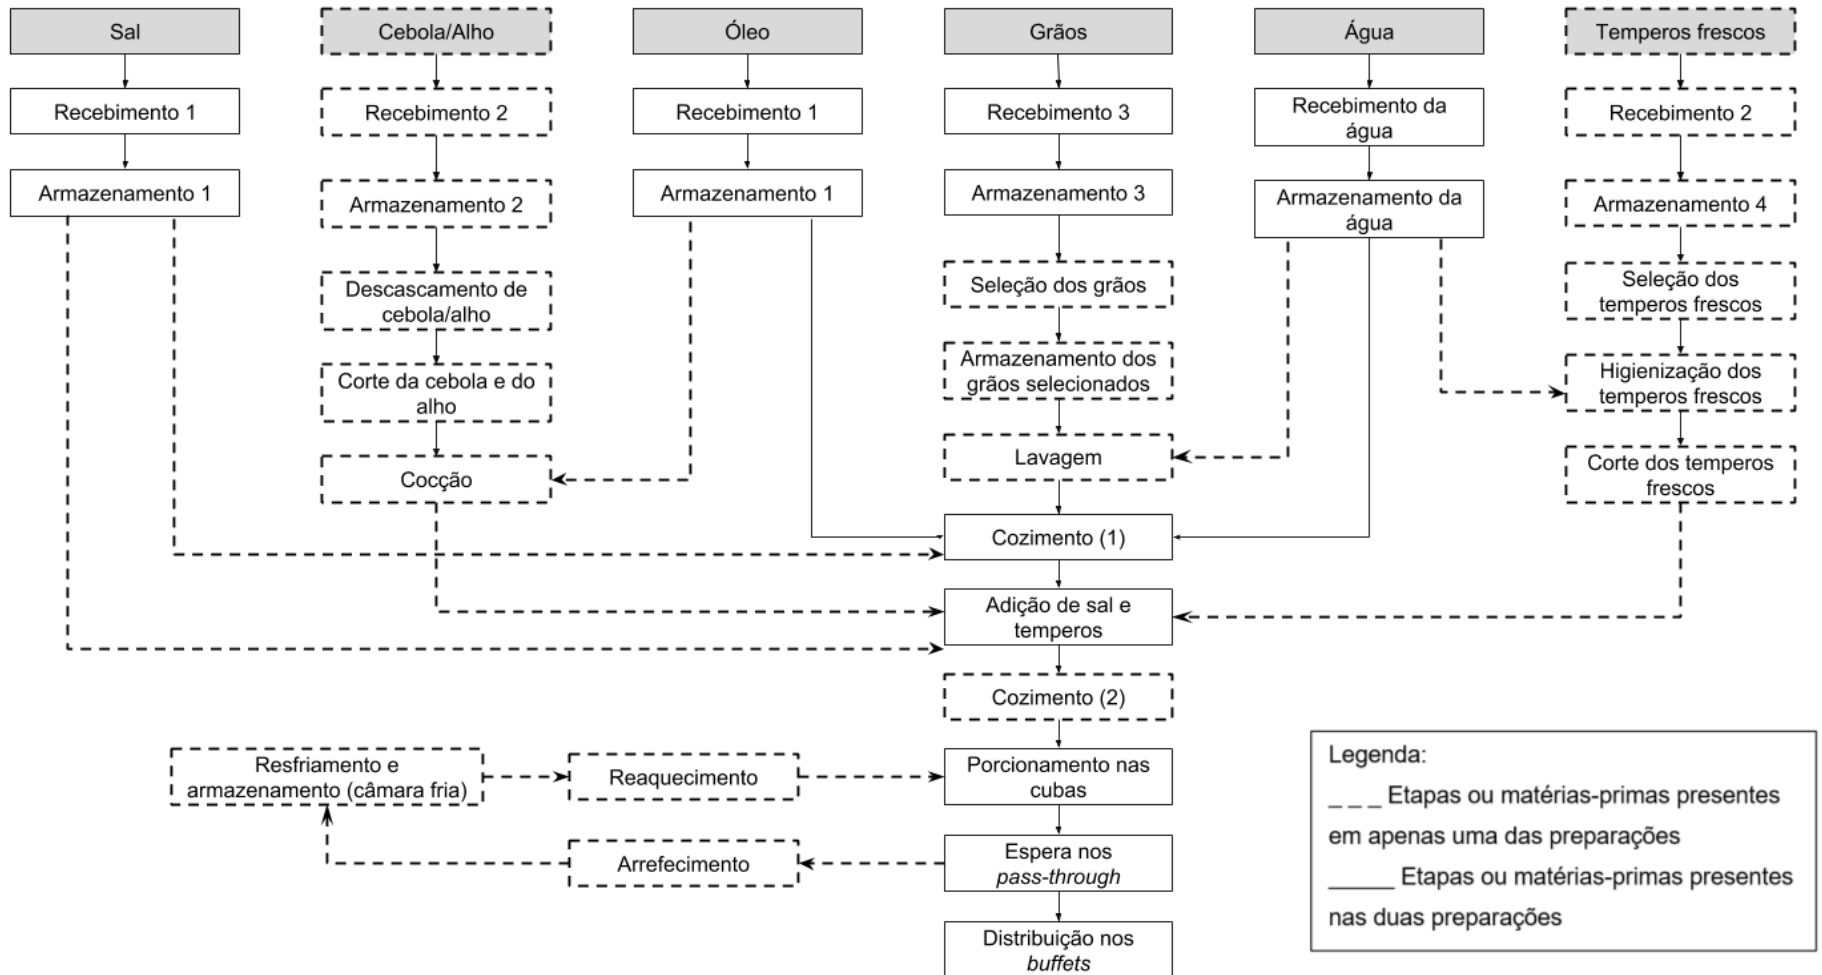 Sal
Cebola/Alho
Óleo
Grãos
Água
Temperos frescos
Recebimento 1
Recebimento 2
Recebimento 1
Recebimento 3
Recebimento da
água
Recebimento 2
Armazenamento 1
Armazenamento 2
Armazenamento 1
Armazenamento 3
Armazenamento da
água
Armazenamento 4
Descascamento de
cebola/alho
Seleção dos grãos
Seleção dos
temperos frescos
Corte da cebola e do
alho
Armazenamento dos
grãos selecionados
Higienização dos
temperos frescos
Cocção
Lavagem
Corte dos temperos
frescos
Cozimento (1)
Adição de sal e
temperos
Cozimento (2)
Resfriamento e
armazenamento (câmara fria)
Reaquecimento
Porcionamento nas
cubas
Arrefecimento
Espera nos
pass-through
Distribuição nos
buffets
Legenda:
_ _ _ Etapas ou matérias-primas presentes
em apenas uma das preparações
_____ Etapas ou matérias-primas presentes
nas duas preparações